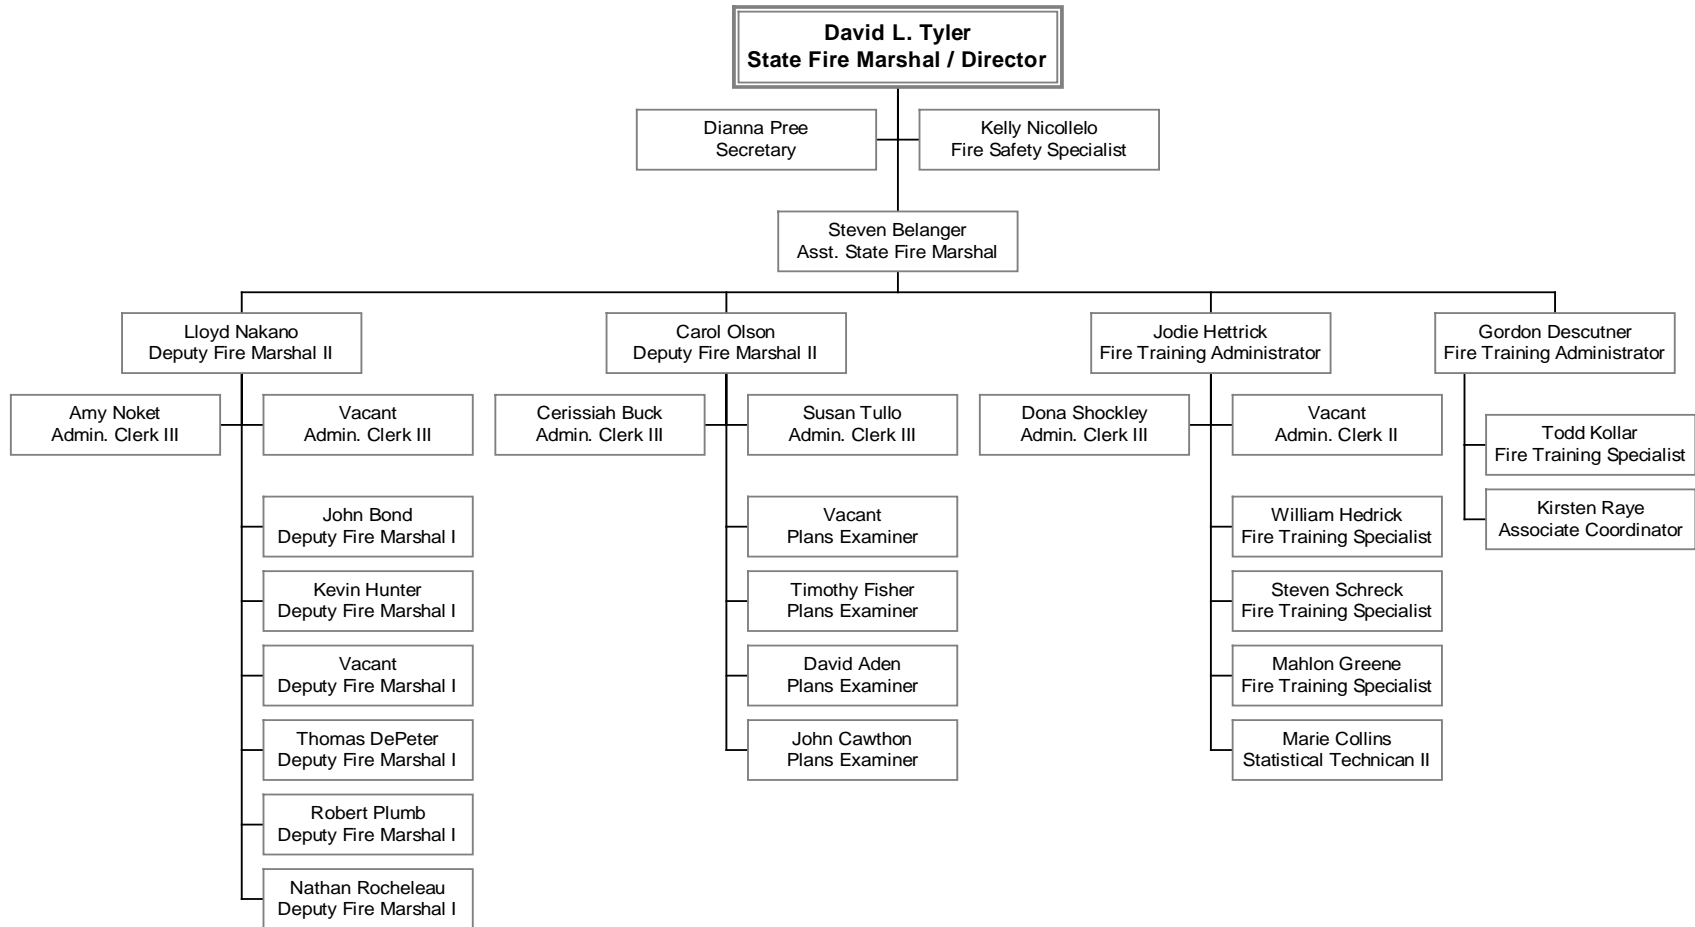 David L. Tyler
State Fire Marshal / Director
Dianna Pree
Secretary
Kelly Nicollelo
Fire Safety Specialist
Steven Belanger
Asst. State Fire Marshal
Lloyd Nakano
Deputy Fire Marshal II
Carol Olson
Deputy Fire Marshal II
Jodie Hettrick
Fire Training Administrator
Gordon Descutner
Fire Training Administrator
Amy Noket
Admin. Clerk III
Vacant
Admin. Clerk III
Cerissiah Buck
Admin. Clerk III
Susan Tullo
Admin. Clerk III
Dona Shockley
Admin. Clerk III
Vacant
Admin. Clerk II
Todd Kollar
Fire Training Specialist
Kirsten Raye
Associate Coordinator
John Bond
Deputy Fire Marshal I
Kevin Hunter
Deputy Fire Marshal I
Vacant
Deputy Fire Marshal I
Thomas DePeter
Deputy Fire Marshal I
Robert Plumb
Deputy Fire Marshal I
Nathan Rocheleau
Deputy Fire Marshal I
Vacant
Plans Examiner
Timothy Fisher
Plans Examiner
David Aden
Plans Examiner
John Cawthon
Plans Examiner
William Hedrick
Fire Training Specialist
Steven Schreck
Fire Training Specialist
Mahlon Greene
Fire Training Specialist
Marie Collins
Statistical Technican II